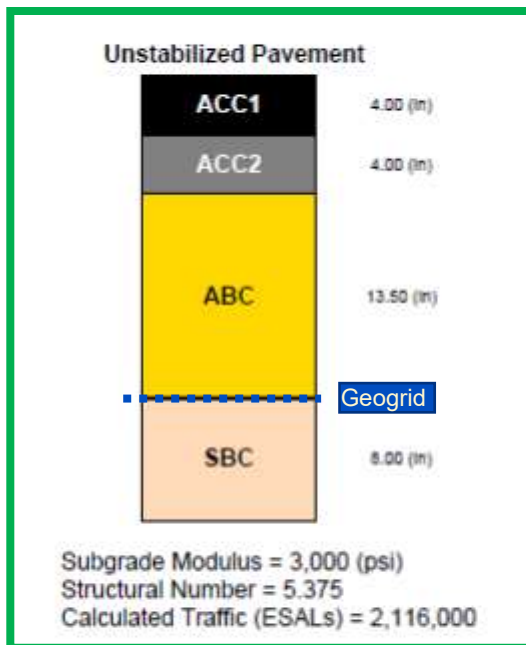 Unstabilized Pavement
ACC1 4.00 (in)
ACC2 4.00 (in)
ABC 13.50 (in)
Geogrid
SBC 8.00 (in)
Subgrade Modulus = 3,000 (psi)
Structural Number = 5.375
Calculated Traffic (ESALs) = 2,116,000